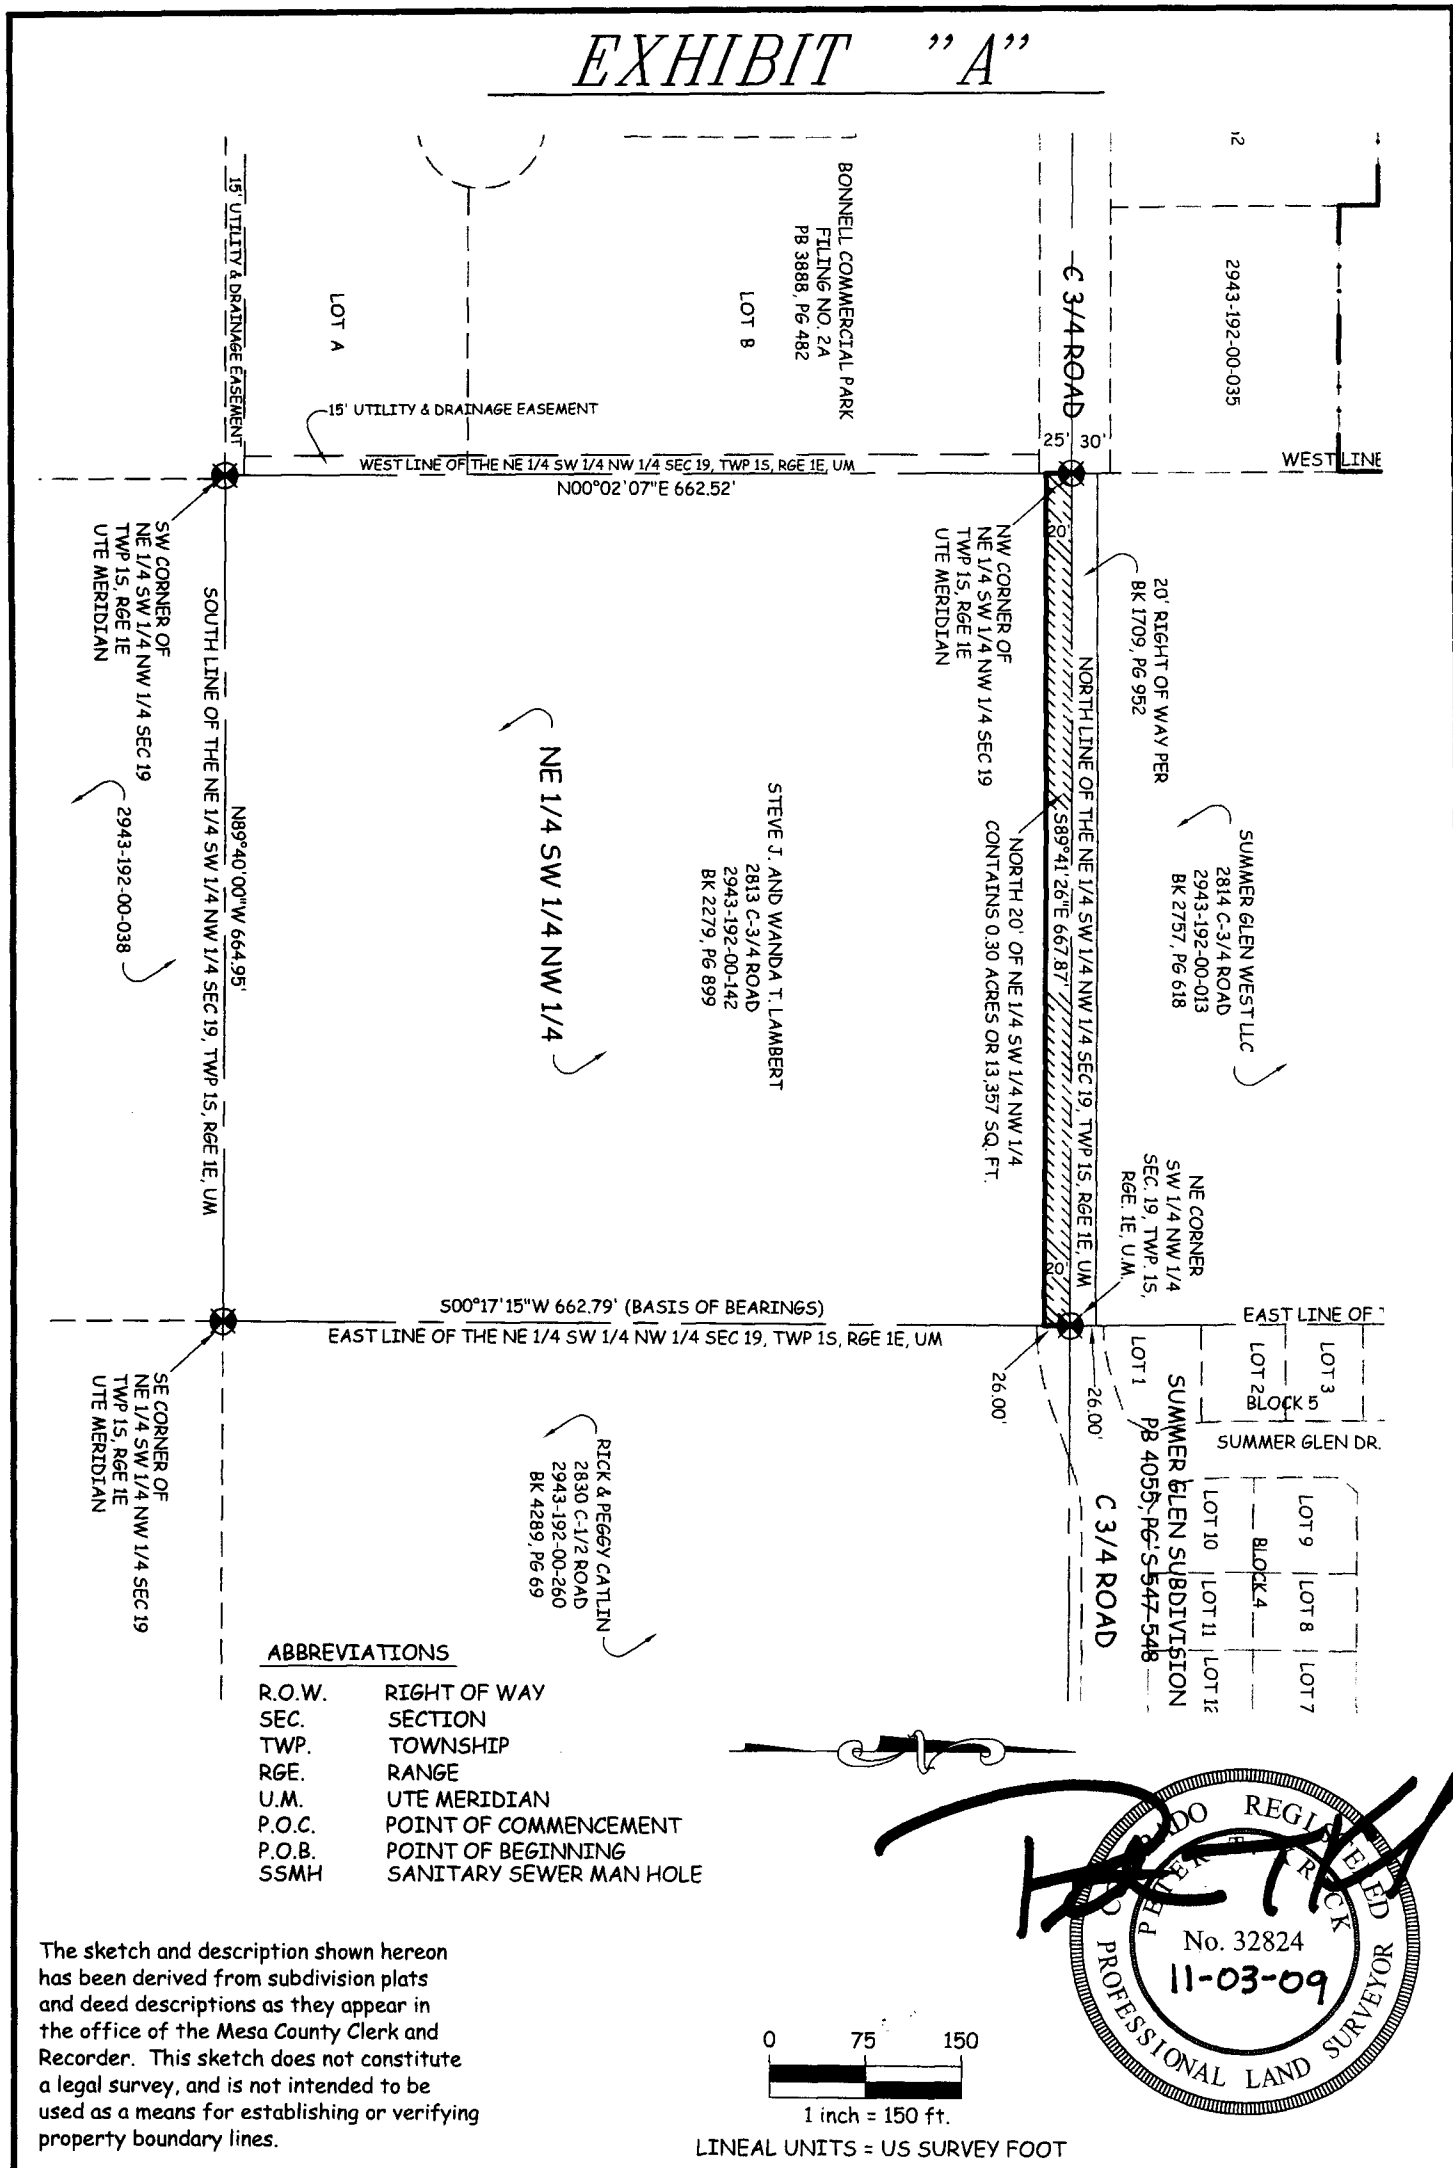 EXHIBIT "A"
15' UTILITY & DRAINAGE EASEMENT
LOT A
LOT B
BONNELL COMMERCIAL PARK
FILING NO. 2A
PB 3888, PG 482
C 3/4 ROAD
2943-192-00-035
15' UTILITY & DRAINAGE EASEMENT
25' 30'
WEST LINE OF THE NE 1/4 SW 1/4 NW 1/4 SEC 19, TWP 1S, RGE 1E, UM
N00°02'07"E 662.52'
WEST LINE
SW CORNER OF
NE 1/4 SW 1/4 NW 1/4 SEC 19
TWP 1S, RGE 1E
UTE MERIDIAN
NW CORNER OF
NE 1/4 SW 1/4 NW 1/4 SEC 19
TWP 1S, RGE 1E
UTE MERIDIAN
20'
20' RIGHT OF WAY PER
BK 1709, PG 952
SOUTH LINE OF THE NE 1/4 SW 1/4 NW 1/4 SEC 19, TWP 1S, RGE 1E, UM
N89°40'00"W 664.95'
2943-192-00-038
NE 1/4 SW 1/4 NW 1/4
STEVE J. AND WANDA T. LAMBERT
2813 C-3/4 ROAD
2943-192-00-142
BK 2279, PG 899
NORTH LINE OF THE NE 1/4 SW 1/4 NW 1/4 SEC 19, TWP 1S, RGE 1E, UM
S89°41'26"E 667.87'
NORTH 20' OF NE 1/4 SW 1/4 NW 1/4
CONTAINS 0.30 ACRES OR 13,357 SQ. FT.
SUMMER GLEN WEST LLC
2814 C-3/4 ROAD
2943-192-00-013
BK 2757, PG 618
NE CORNER
SW 1/4 NW 1/4
SEC. 19, TWP. 1S,
RGE. 1E, U.M.
20'
S00°17'15"W 662.79' (BASIS OF BEARINGS)
EAST LINE OF THE NE 1/4 SW 1/4 NW 1/4 SEC 19, TWP 1S, RGE 1E, UM
EAST LINE OF
26.00'
26.00'
LOT 1
LOT 2
LOT 3
BLOCK 5
SUMMER GLEN DR.
SUMMER GLEN SUBDIVISION
PB 4055, PG'S 547-548
C 3/4 ROAD
LOT 10
LOT 9
BLOCK 4
LOT 11
LOT 8
LOT 12
LOT 7
SE CORNER OF
NE 1/4 SW 1/4 NW 1/4 SEC 19
TWP 1S, RGE 1E
UTE MERIDIAN
RICK & PEGGY CATLIN
2830 C-1/2 ROAD
2943-192-00-260
BK 4289, PG 69
ABBREVIATIONS
R.O.W. RIGHT OF WAY
SEC. SECTION
TWP. TOWNSHIP
RGE. RANGE
U.M. UTE MERIDIAN
P.O.C. POINT OF COMMENCEMENT
P.O.B. POINT OF BEGINNING
SSMH SANITARY SEWER MAN HOLE
The sketch and description shown hereon
has been derived from subdivision plats
and deed descriptions as they appear in
the office of the Mesa County Clerk and
Recorder. This sketch does not constitute
a legal survey, and is not intended to be
used as a means for establishing or verifying
property boundary lines.
0 75 150
1 inch = 150 ft.
LINEAL UNITS = US SURVEY FOOT
REGISTERED
PROFESSIONAL LAND SURVEYOR
No. 32824
11-03-09